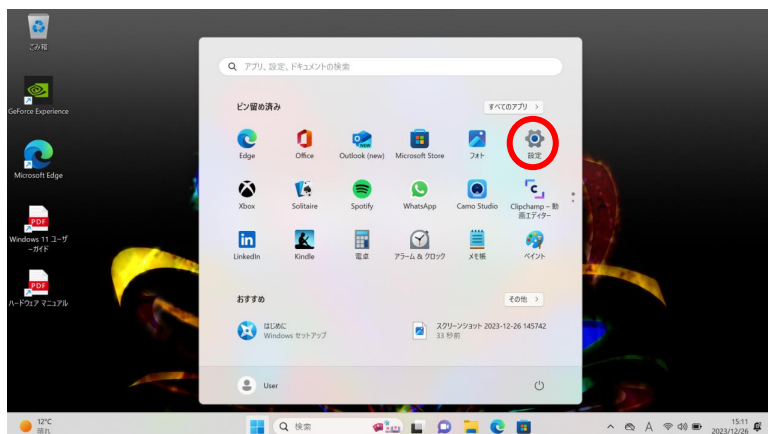 ごみ箱
GeForce Experience
Microsoft Edge
PDF
Windows 11 ユーザ
ーガイド
PDF
ハードウェア マニュアル
アプリ、設定、ドキュメントの検索
ピン留め済み
すべてのアプリ >
Edge
Office
NEW
Outlook (new)
Microsoft Store
フォト
設定
Xbox
Solitaire
Spotify
WhatsApp
Camo Studio
Clipchamp – 動
画エディター
in
LinkedIn
Kindle
電卓
アラーム & クロック
メモ帳
ペイント
おすすめ
その他 >
はじめに
Windows セットアップ
スクリーンショット 2023-12-26 145742
33 秒前
User
12°C
晴れ
検索
A
15:11
2023/12/26